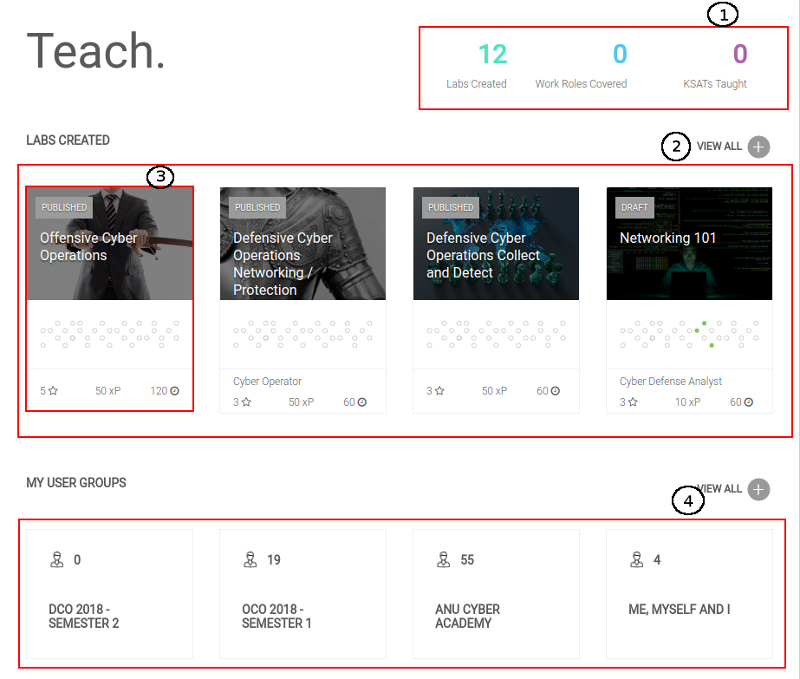 1
Teach.
12 0 0
Labs Created Work Roles Covered KSATs Taught
LABS CREATED
2 VIEW ALL +
3
PUBLISHED
Offensive Cyber
Operations
5 50 xP 120
PUBLISHED
Defensive Cyber
Operations
Networking /
Protection
Cyber Operator
3 50 xP 60
PUBLISHED
Defensive Cyber
Operations Collect
and Detect
3 50 xP 60
DRAFT
Networking 101
Cyber Defense Analyst
3 10 xP 60
MY USER GROUPS
4 VIEW ALL +
0
DCO 2018 -
SEMESTER 2
19
OCO 2018 -
SEMESTER 1
55
ANU CYBER
ACADEMY
4
ME, MYSELF AND I